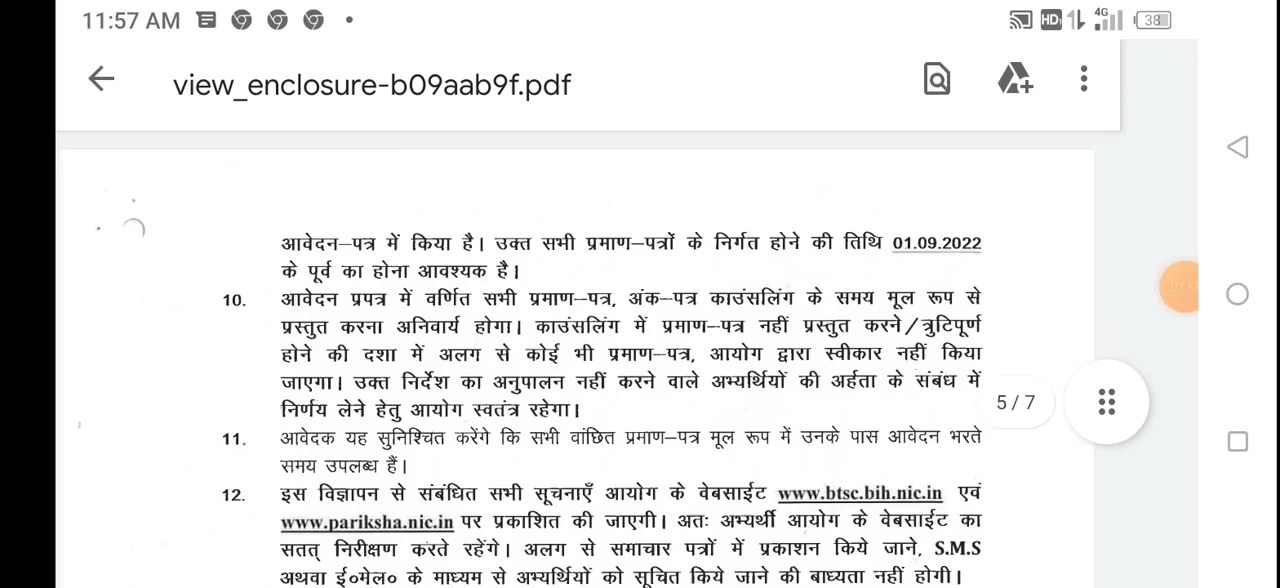 11:57 AM
4G
HD
38
view_enclosure-b09aab9f.pdf
आवेदन–पत्र में किया है। उक्त सभी प्रमाण–पत्रों के निर्गत होने की तिथि 01.09.2022
के पूर्व का होना आवश्यक है।
10. आवेदन प्रपत्र में वर्णित सभी प्रमाण–पत्र, अंक–पत्र काउंसलिंग के समय मूल रूप से
प्रस्तुत करना अनिवार्य होगा। काउंसलिंग में प्रमाण–पत्र नहीं प्रस्तुत करने/त्रुटिपूर्ण
होने की दशा में अलग से कोई भी प्रमाण–पत्र, आयोग द्वारा स्वीकार नहीं किया
जाएगा। उक्त निर्देश का अनुपालन नहीं करने वाले अभ्यर्थियों की अर्हता के संबंध में
निर्णय लेने हेतु आयोग स्वतंत्र रहेगा।
5 / 7
11. आवेदक यह सुनिश्चित करेंगे कि सभी वांछित प्रमाण–पत्र मूल रूप में उनके पास आवेदन भरते
समय उपलब्ध हैं।
12. इस विज्ञापन से संबंधित सभी सूचनाएँ आयोग के वेबसाईट www.btsc.bih.nic.in एवं
www.pariksha.nic.in पर प्रकाशित की जाएगी। अतः अभ्यर्थी आयोग के वेबसाईट का
सतत् निरीक्षण करते रहेंगे। अलग से समाचार पत्रों में प्रकाशन किये जाने, S.M.S
अथवा ई०मेल० के माध्यम से अभ्यर्थियों को सूचित किये जाने की बाध्यता नहीं होगी।